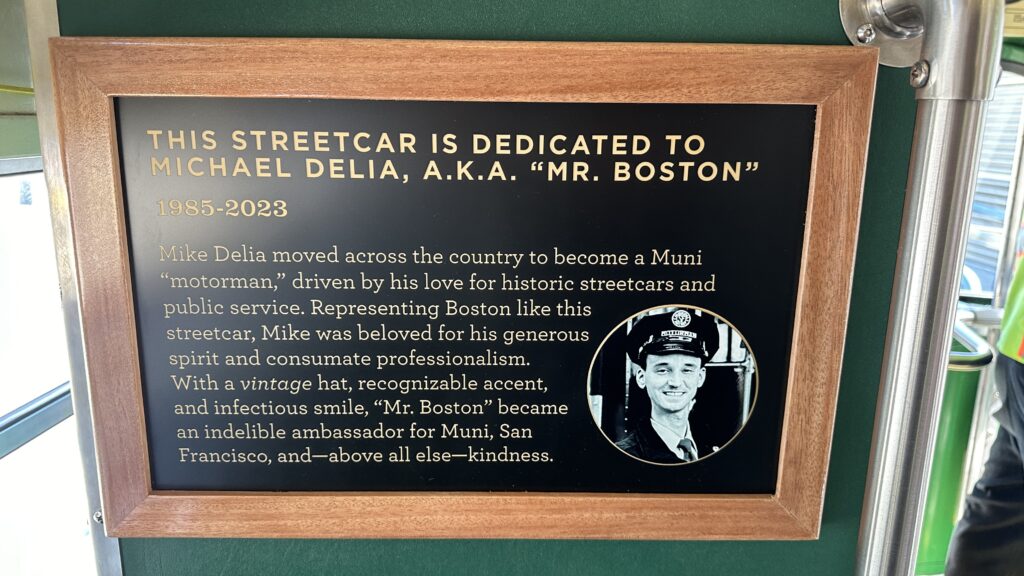 THIS STREETCAR IS DEDICATED TO
MICHAEL DELIA, A.K.A. “MR. BOSTON”
1985-2023
Mike Delia moved across the country to become a Muni
“motorman,” driven by his love for historic streetcars and
public service. Representing Boston like this
streetcar, Mike was beloved for his generous
spirit and consumate professionalism.
With a vintage hat, recognizable accent,
and infectious smile, “Mr. Boston” became
an indelible ambassador for Muni, San
Francisco, and—above all else—kindness.